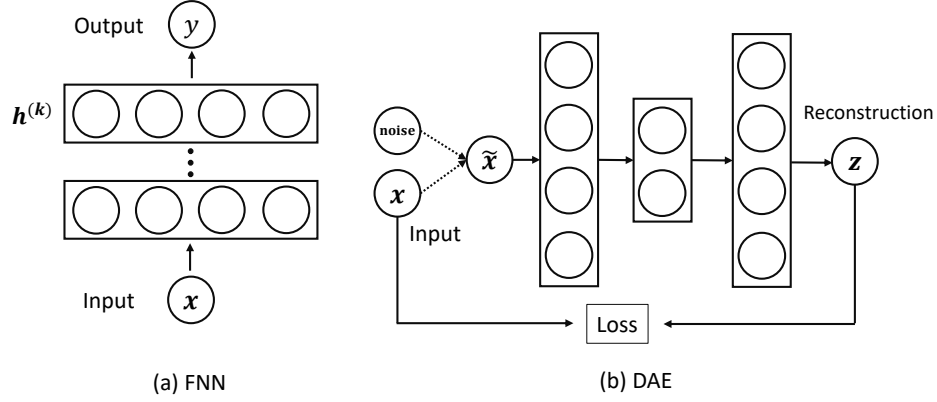 Output y
h^(k)
Input x
(a) FNN
noise
x̃
x
Input
Reconstruction
z
Loss
(b) DAE